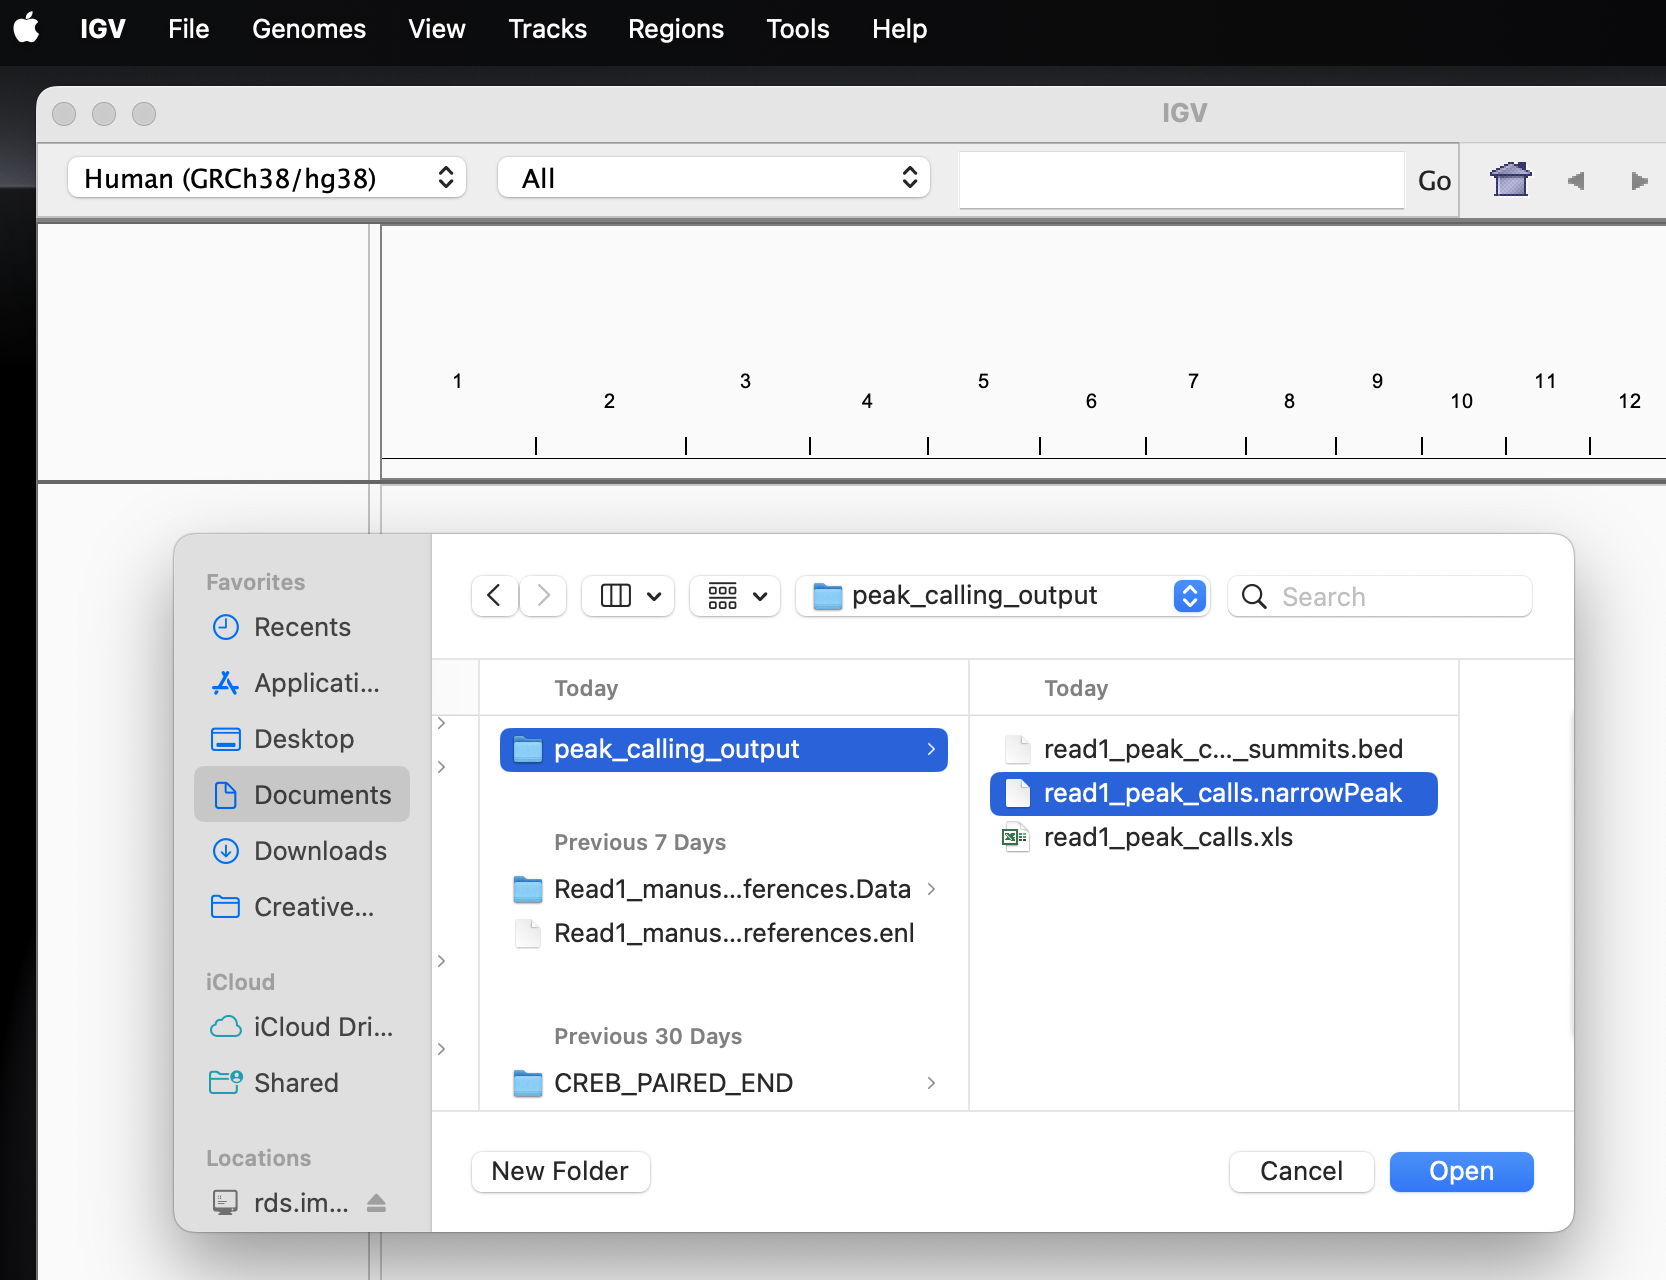 IGV File Genomes View Tracks Regions Tools Help
IGV
Human (GRCh38/hg38) All Go
1 3 5 7 9 11
2 4 6 8 10 12
Favorites
Recents
Applicati...
Desktop
Documents
Downloads
Creative...
iCloud
iCloud Dri...
Shared
Locations
rds.im...
peak_calling_output Search
Today
peak_calling_output
Previous 7 Days
Read1_manus...ferences.Data
Read1_manus...references.enl
Previous 30 Days
CREB_PAIRED_END
Today
read1_peak_c..._summits.bed
read1_peak_calls.narrowPeak
read1_peak_calls.xls
New Folder Cancel Open